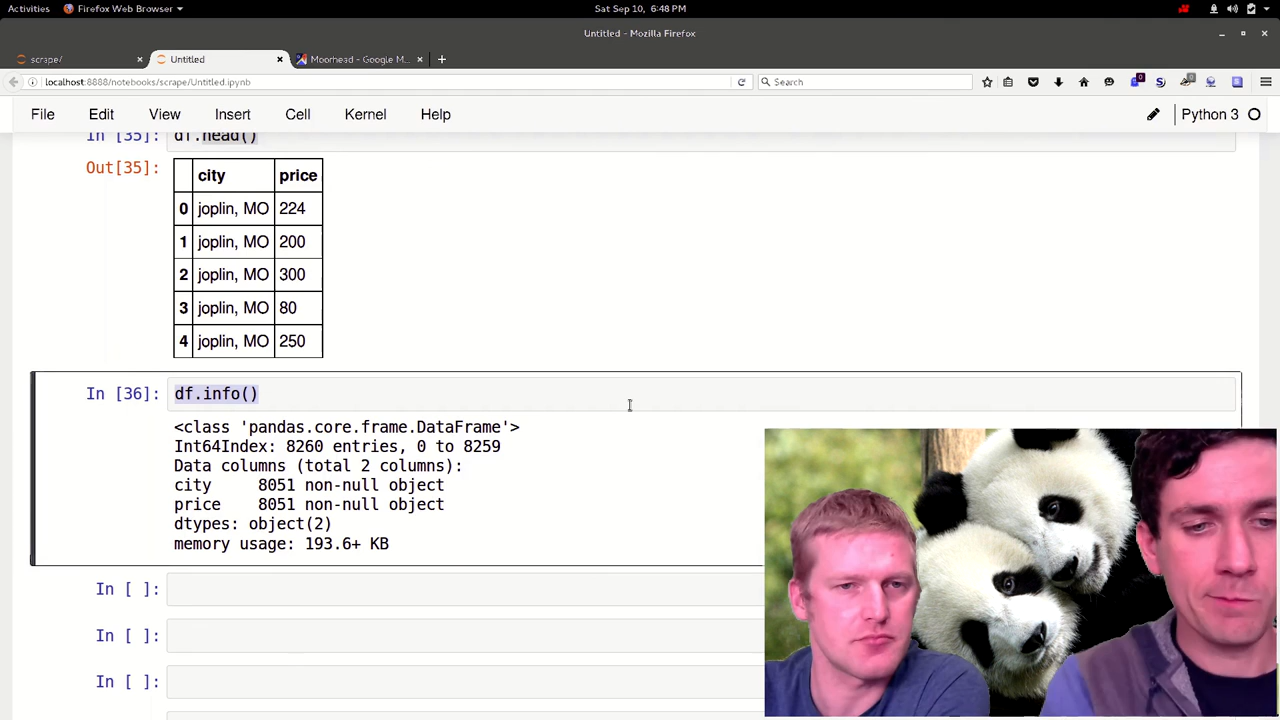 Activities Firefox Web Browser Sat Sep 10, 6:48 PM
Untitled - Mozilla Firefox
scrape/ Untitled Moorhead - Google M...
localhost:8888/notebooks/scrape/Untitled.ipynb Search
File Edit View Insert Cell Kernel Help Python 3
In [35]: df.head()
Out[35]:
city price
0 joplin, MO 224
1 joplin, MO 200
2 joplin, MO 300
3 joplin, MO 80
4 joplin, MO 250
In [36]: df.info()
<class 'pandas.core.frame.DataFrame'>
Int64Index: 8260 entries, 0 to 8259
Data columns (total 2 columns):
city 8051 non-null object
price 8051 non-null object
dtypes: object(2)
memory usage: 193.6+ KB
In [ ]:
In [ ]:
In [ ]: